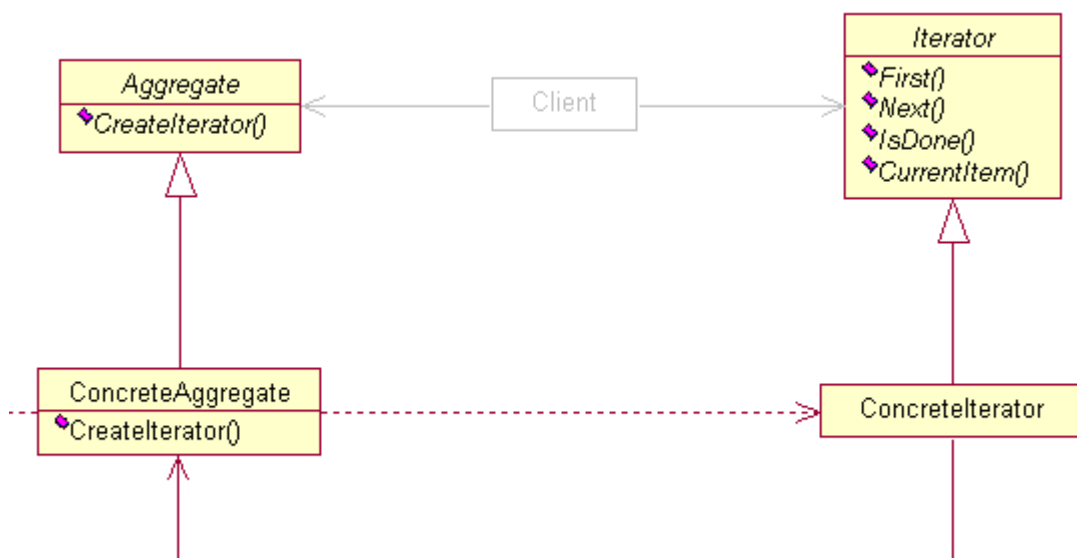 Aggregate
CreateIterator()
Client
Iterator
First()
Next()
IsDone()
CurrentItem()
ConcreteAggregate
CreateIterator()
ConcreteIterator